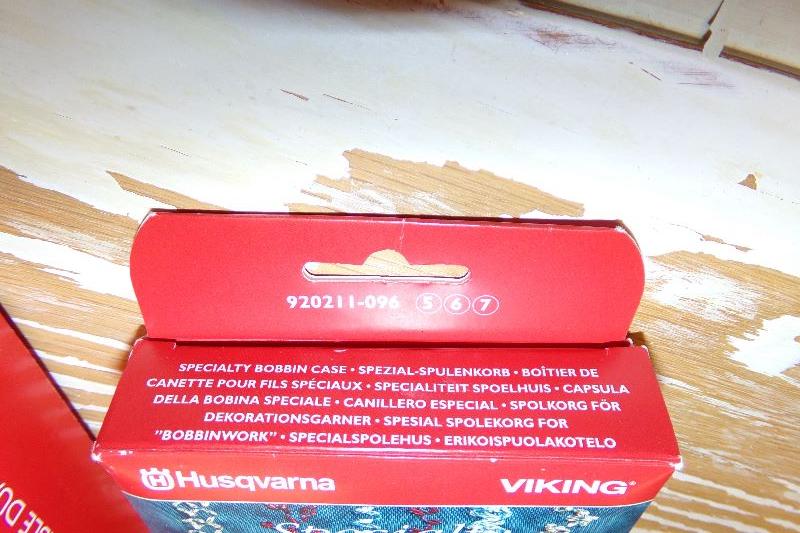 920211-096 5 6 7
SPECIALTY BOBBIN CASE • SPEZIAL-SPULENKORB • BOÎTIER DE
CANETTE POUR FILS SPÉCIAUX • SPECIALITEIT SPOELHUIS • CAPSULA
DELLA BOBINA SPECIALE • CANILLERO ESPECIAL • SPOLKORG FÖR
DEKORATIONSGARNER • SPESIAL SPOLEKORG FOR
"BOBBINWORK" • SPECIALSPOLEHUS • ERIKOISPUOLAKOTELO
Husqvarna VIKING®